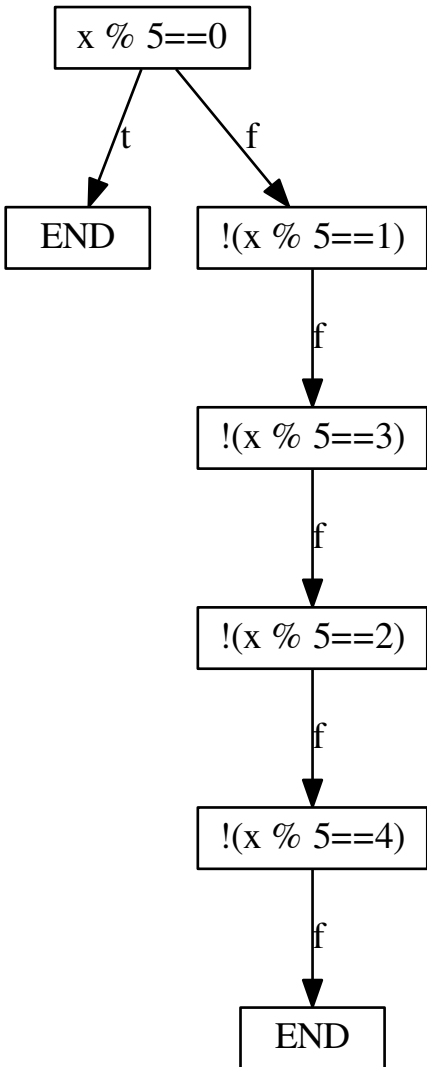 x % 5==0
t
f
END
!(x % 5==1)
f
!(x % 5==3)
f
!(x % 5==2)
f
!(x % 5==4)
f
END